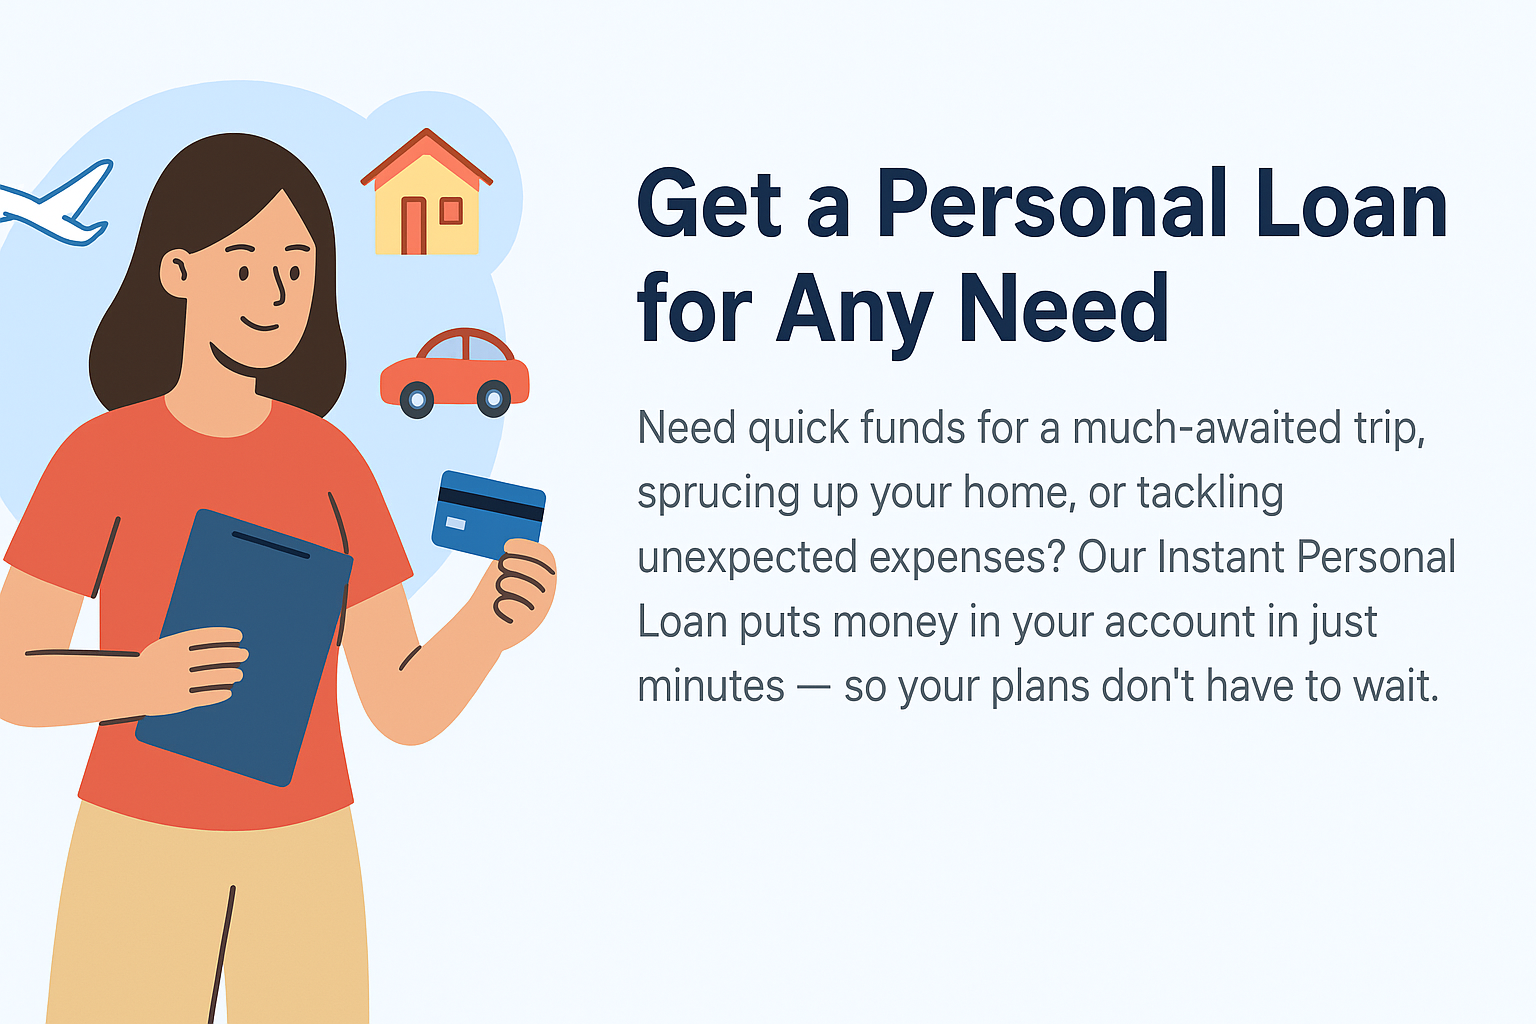 Get a Personal Loan
for Any Need
Need quick funds for a much-awaited trip,
sprucing up your home, or tackling
unexpected expenses? Our Instant Personal
Loan puts money in your account in just
minutes — so your plans don't have to wait.